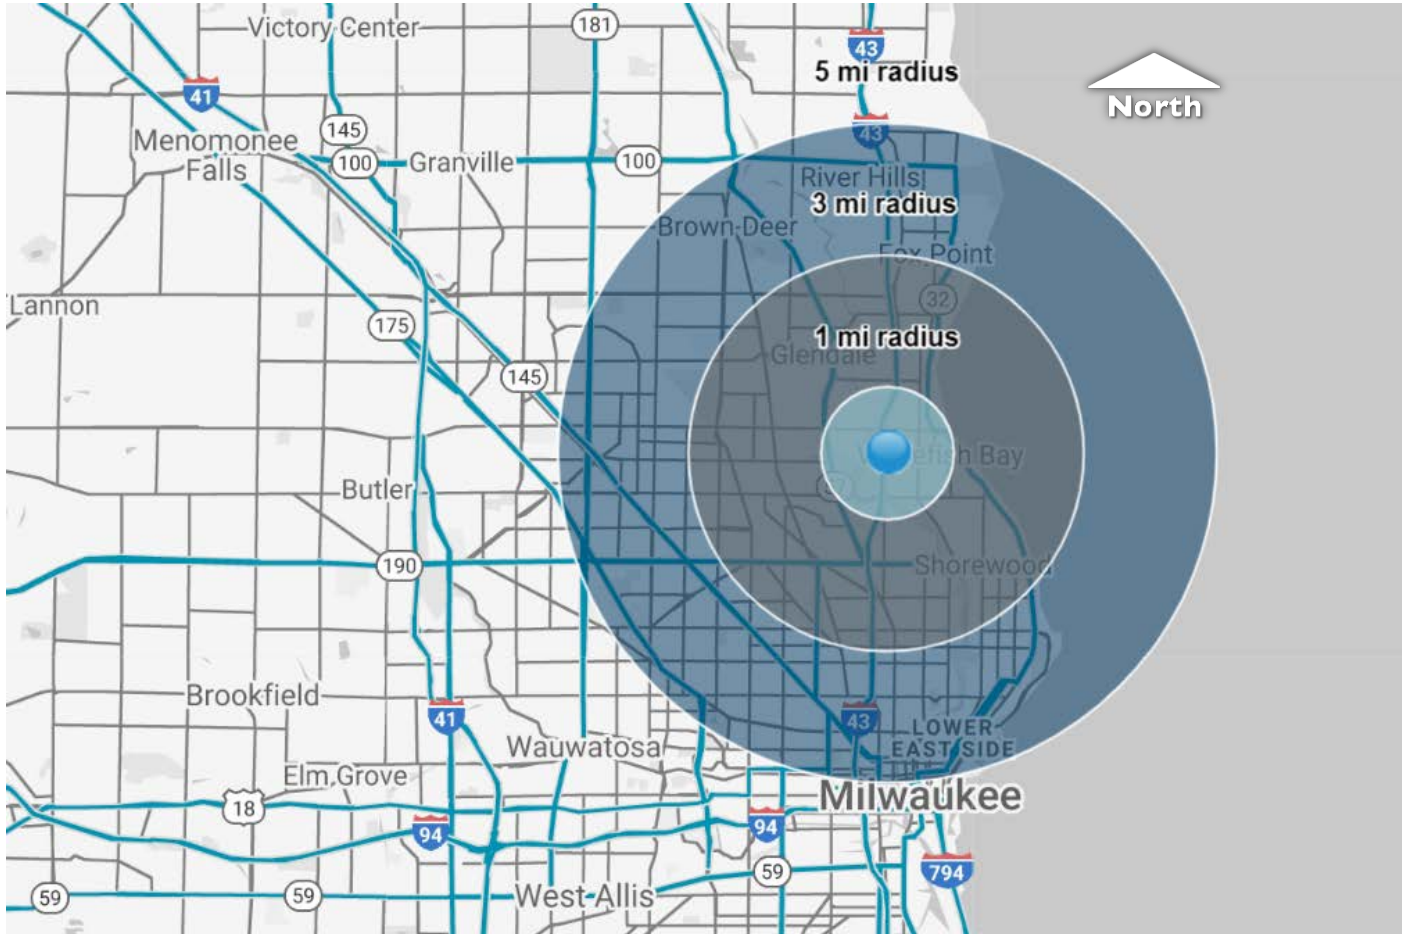 Victory Center
181
43
5 mi radius
North
41
Menomonee
Falls
145
100
Granville
100
43
River Hills
3 mi radius
Brown Deer
Fox Point
32
Lannon
175
1 mi radius
Glendale
145
Butler
190
Shorewood
Brookfield
41
43
LOWER
EAST SIDE
Wauwatosa
Elm Grove
18
Milwaukee
94
94
59
794
59
59
West Allis